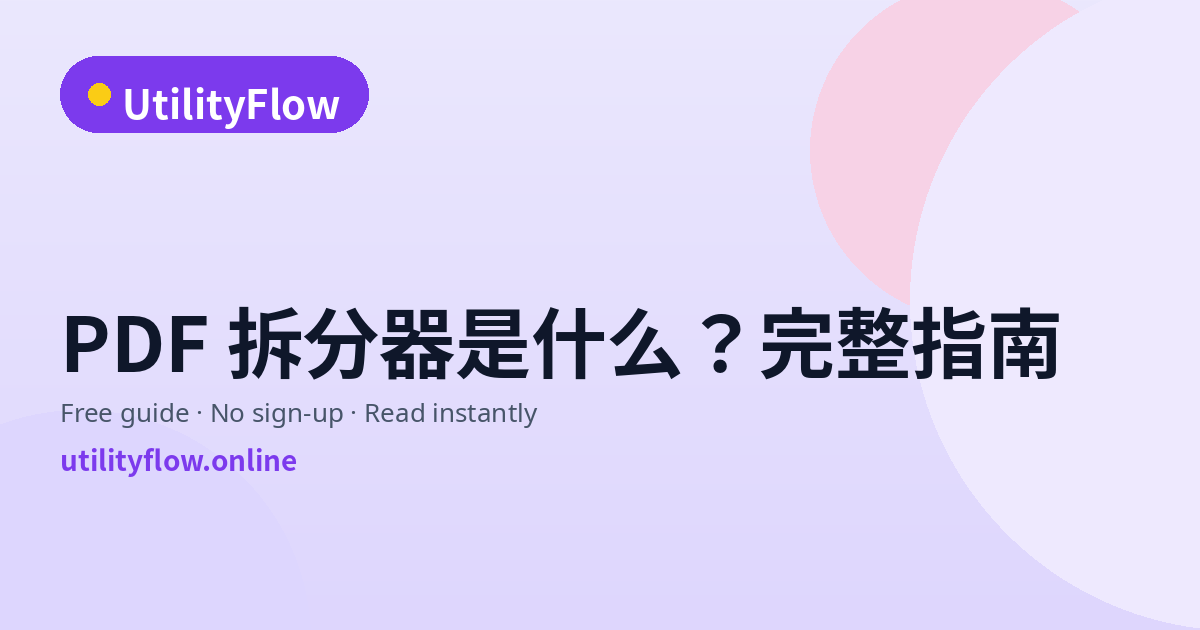 UtilityFlow
PDF 拆分器是什么？完整指南
Free guide · No sign-up · Read instantly
utilityflow.online